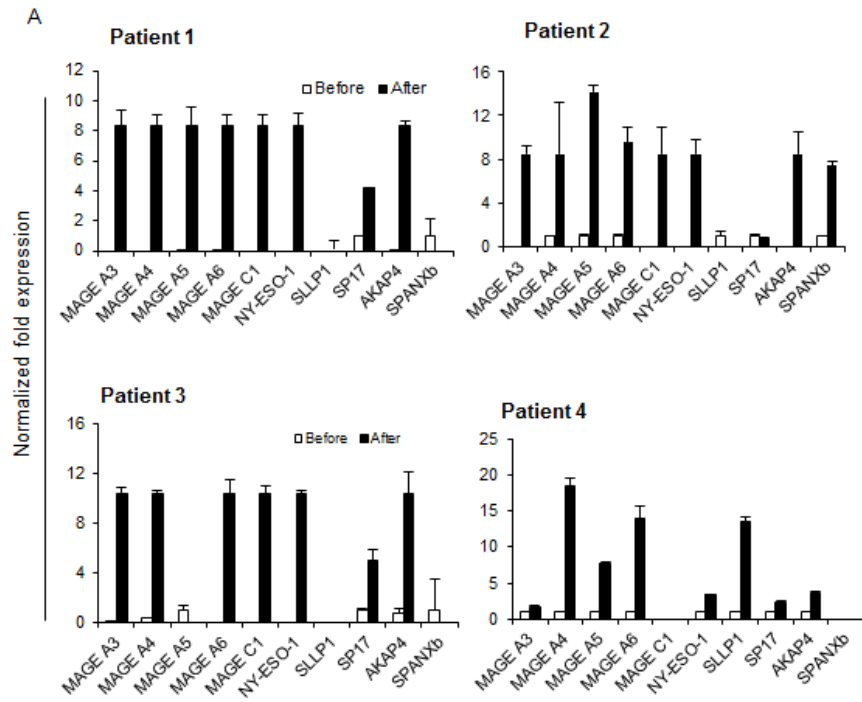 A
Patient 1
12
10
8
6
4
2
0
Before After
MAGE A3
MAGE A4
MAGE A5
MAGE A6
MAGE C1
NY-ESO-1
SLLP1
SP17
AKAP4
SPANXb
Patient 2
16
12
8
4
0
MAGE A3
MAGE A4
MAGE A5
MAGE A6
MAGE C1
NY-ESO-1
SLLP1
SP17
AKAP4
SPANXb
Normalized fold expression
Patient 3
16
12
8
4
0
Before After
MAGE A3
MAGE A4
MAGE A5
MAGE A6
MAGE C1
NY-ESO-1
SLLP1
SP17
AKAP4
SPANXb
Patient 4
25
20
15
10
5
0
MAGE A3
MAGE A4
MAGE A5
MAGE A6
MAGE C1
NY-ESO-1
SLLP1
SP17
AKAP4
SPANXb